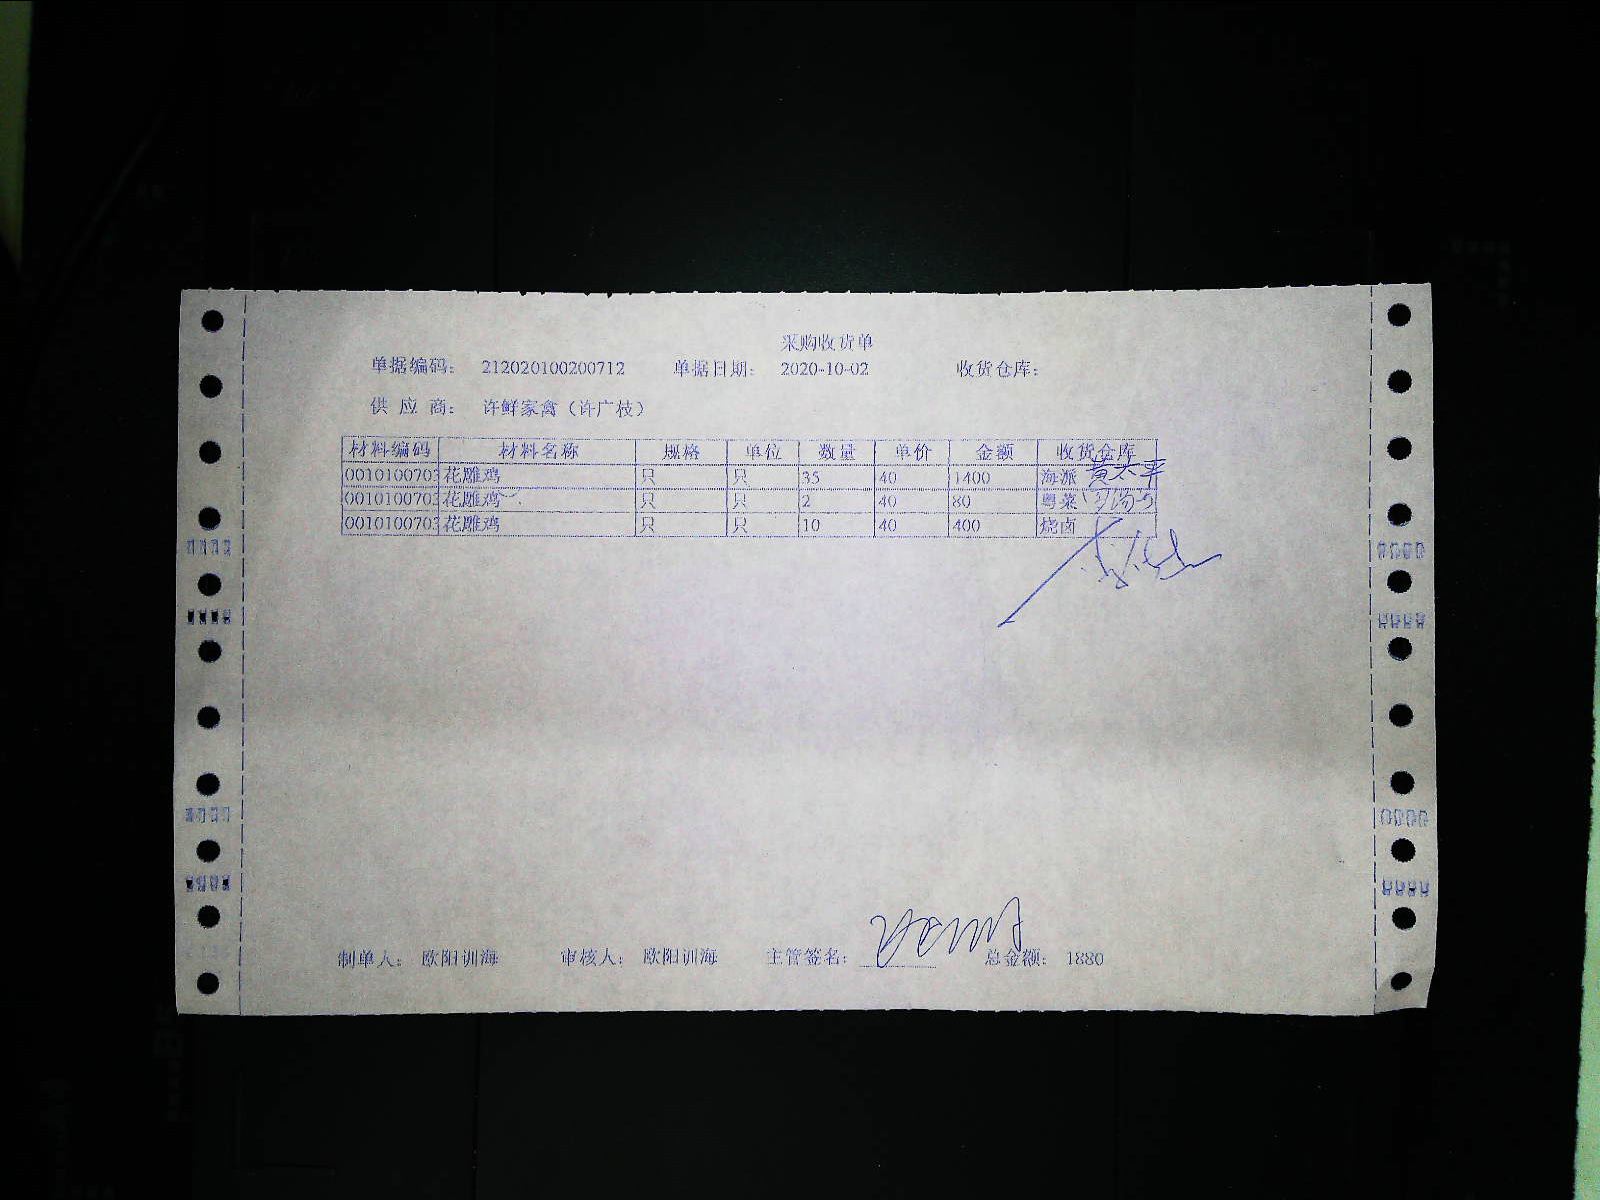 采购收货单
单据编码： 212020100200712 单据日期： 2020-10-02 收货仓库：
供 应 商： 许鲜家禽（许广枝）
材料编码 材料名称 规格 单位 数量 单价 金额 收货仓库
0010100703 花雕鸡 只 只 35 40 1400 海派
0010100703 花雕鸡 只 只 2 40 80 粤菜
0010100703 花雕鸡 只 只 10 40 400 烧卤
制单人： 欧阳训海 审核人： 欧阳训海 主管签名： 总金额： 1880